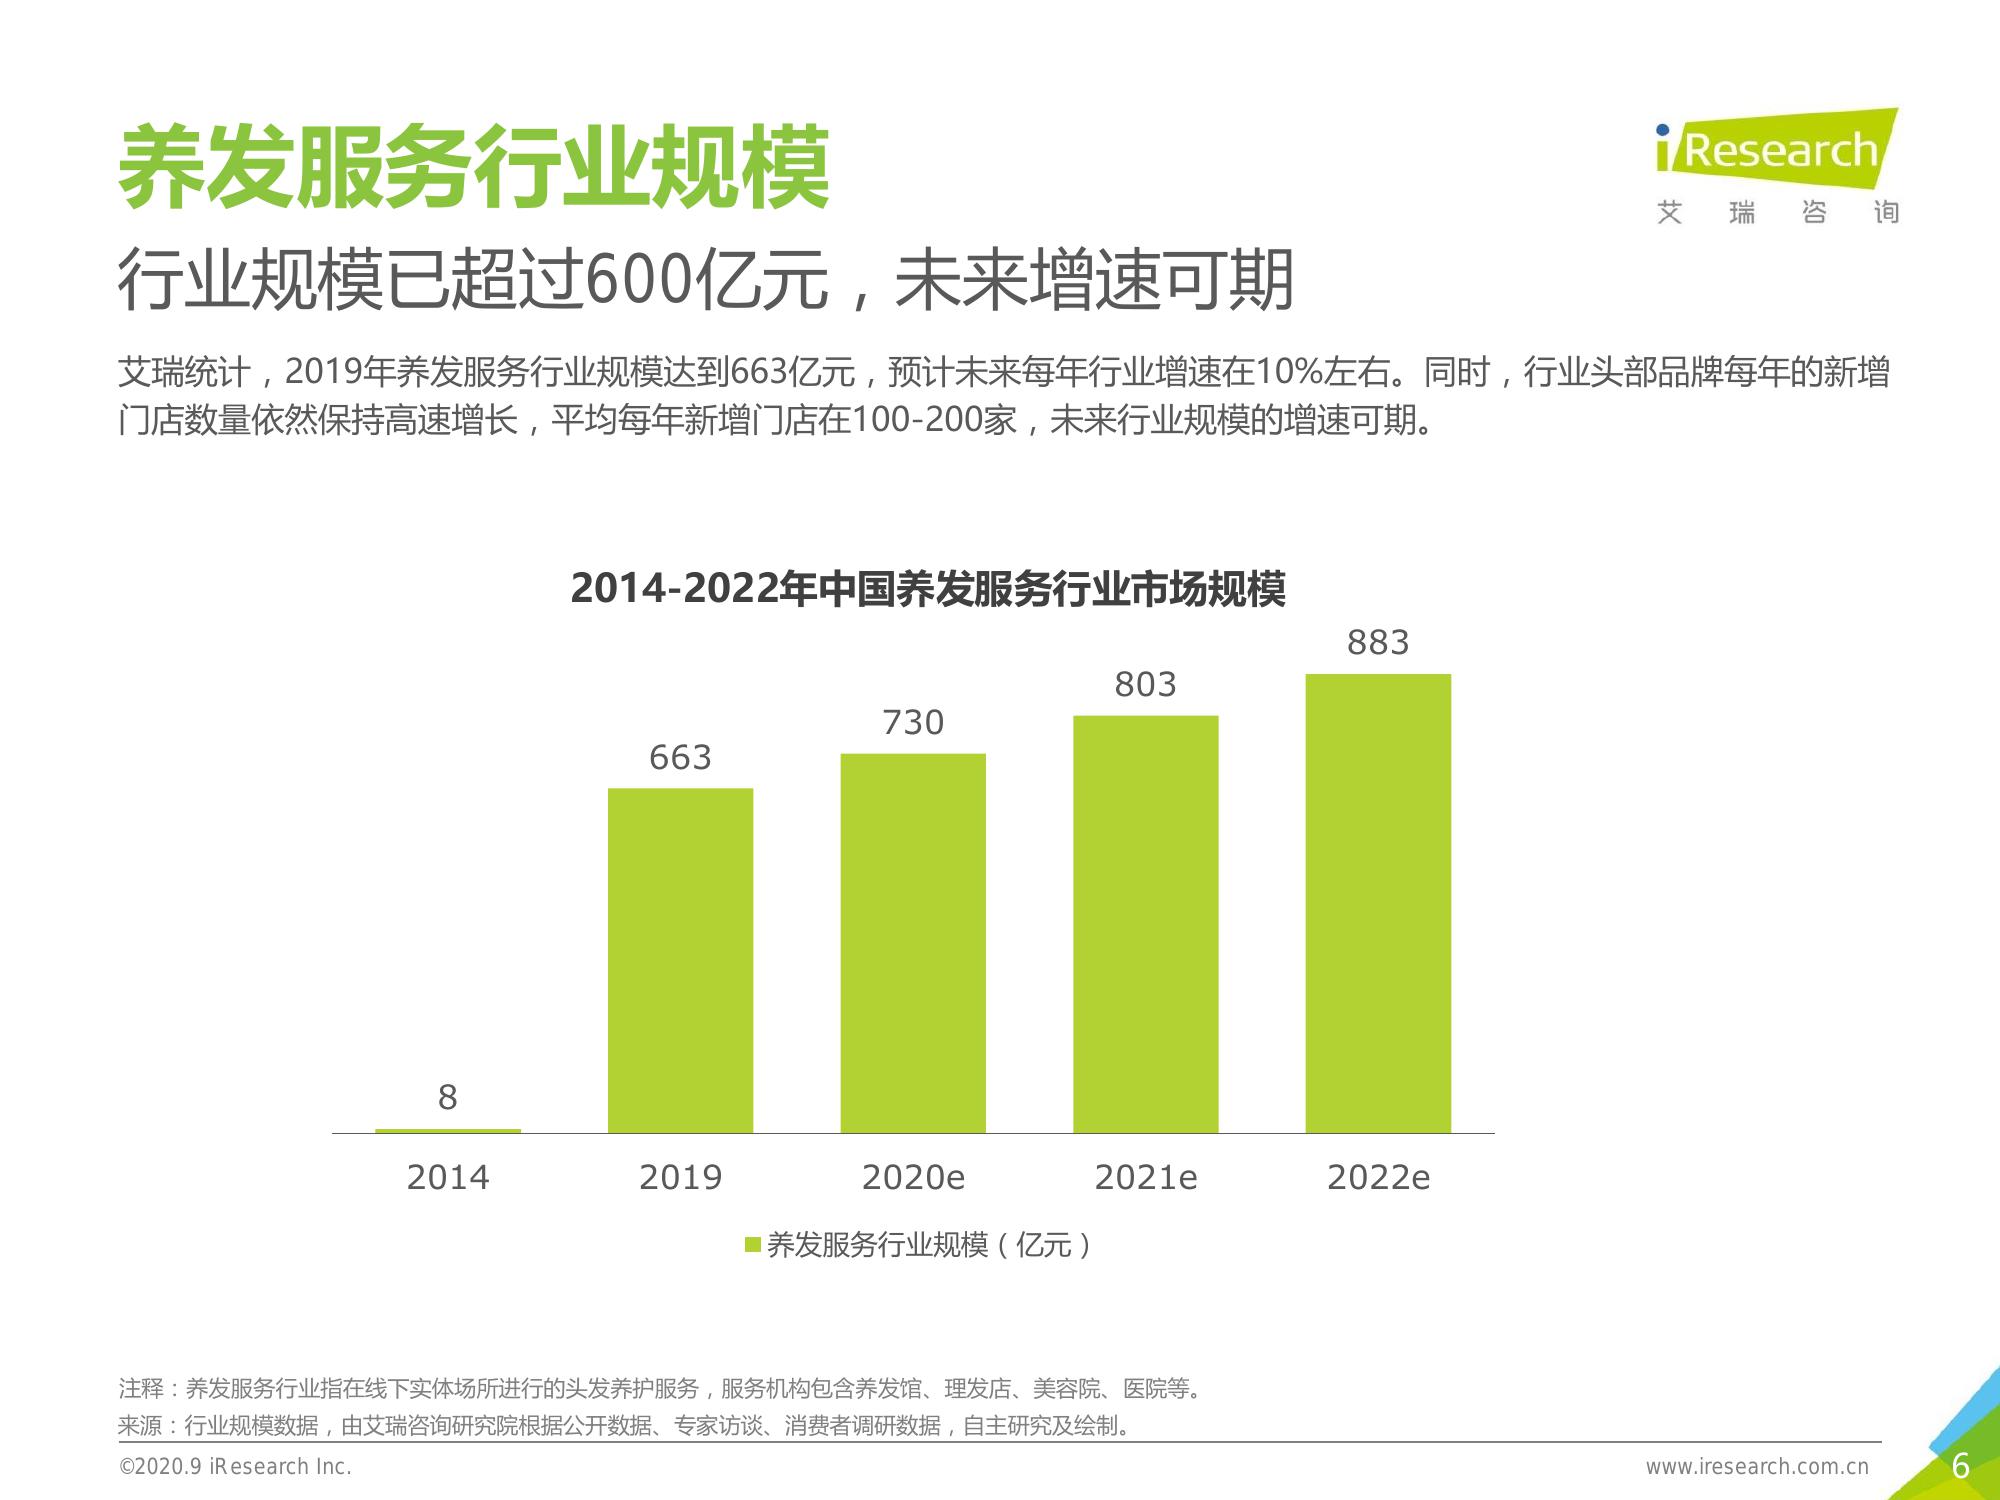 养发服务行业规模
iResearch
艾瑞咨询
行业规模已超过600亿元，未来增速可期
艾瑞统计，2019年养发服务行业规模达到663亿元，预计未来每年行业增速在10%左右。同时，行业头部品牌每年的新增
门店数量依然保持高速增长，平均每年新增门店在100-200家，未来行业规模的增速可期。
2014-2022年中国养发服务行业市场规模
883
803
730
663
8
2014 2019 2020e 2021e 2022e
养发服务行业规模（亿元）
注释：养发服务行业指在线下实体场所进行的头发养护服务，服务机构包含养发馆、理发店、美容院、医院等。
来源：行业规模数据，由艾瑞咨询研究院根据公开数据、专家访谈、消费者调研数据，自主研究及绘制。
©2020.9 iResearch Inc. www.iresearch.com.cn 6